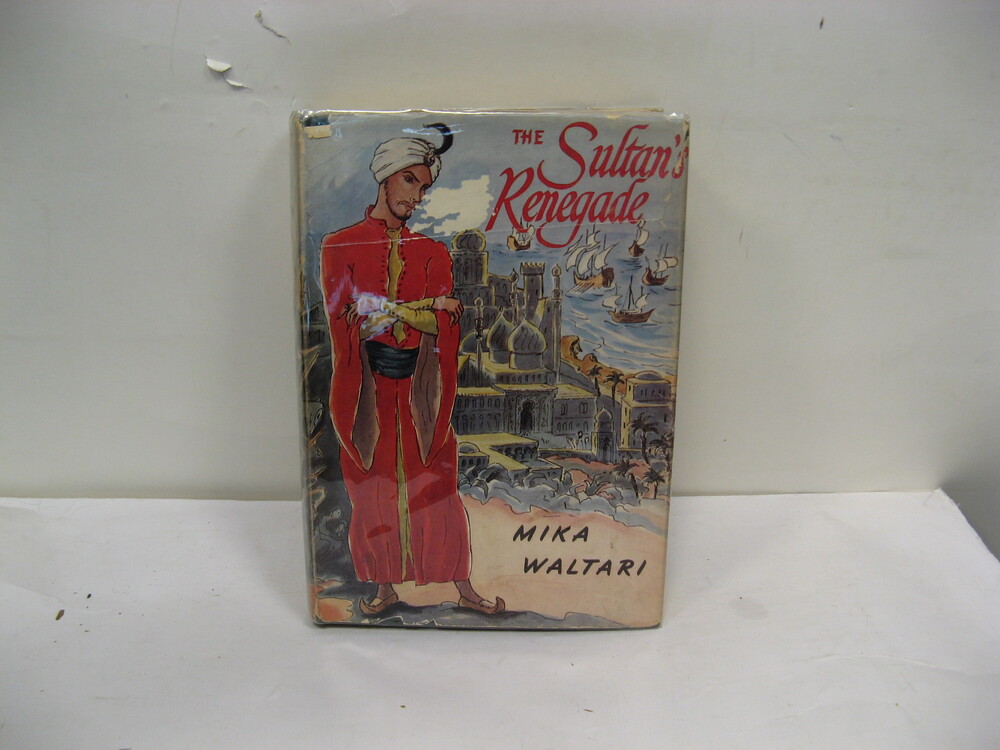 THE Sultan's
Renegade
MIKA
WALTARI